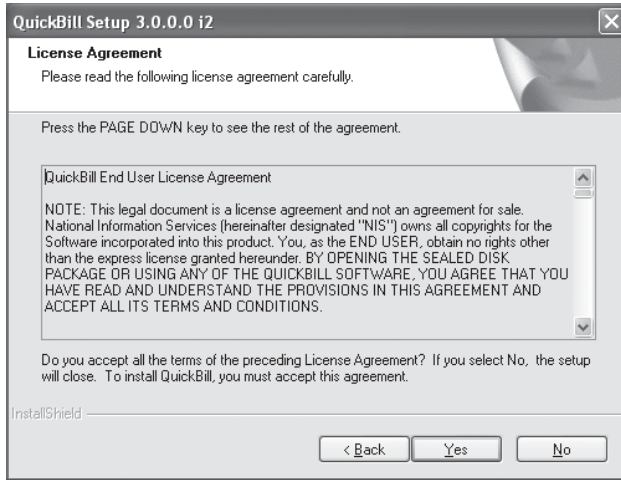 QuickBill Setup 3.0.0.0 i2
License Agreement
Please read the following license agreement carefully.
Press the PAGE DOWN key to see the rest of the agreement.
QuickBill End User License Agreement
NOTE: This legal document is a license agreement and not an agreement for sale.
National Information Services (hereinafter designated "NIS") owns all copyrights for the
Software incorporated into this product. You, as the END USER, obtain no rights other
than the express license granted hereunder. BY OPENING THE SEALED DISK
PACKAGE OR USING ANY OF THE QUICKBILL SOFTWARE, YOU AGREE THAT YOU
HAVE READ AND UNDERSTAND THE PROVISIONS IN THIS AGREEMENT AND
ACCEPT ALL ITS TERMS AND CONDITIONS.
Do you accept all the terms of the preceding License Agreement? If you select No, the setup
will close. To install QuickBill, you must accept this agreement.
InstallShield
< Back Yes No